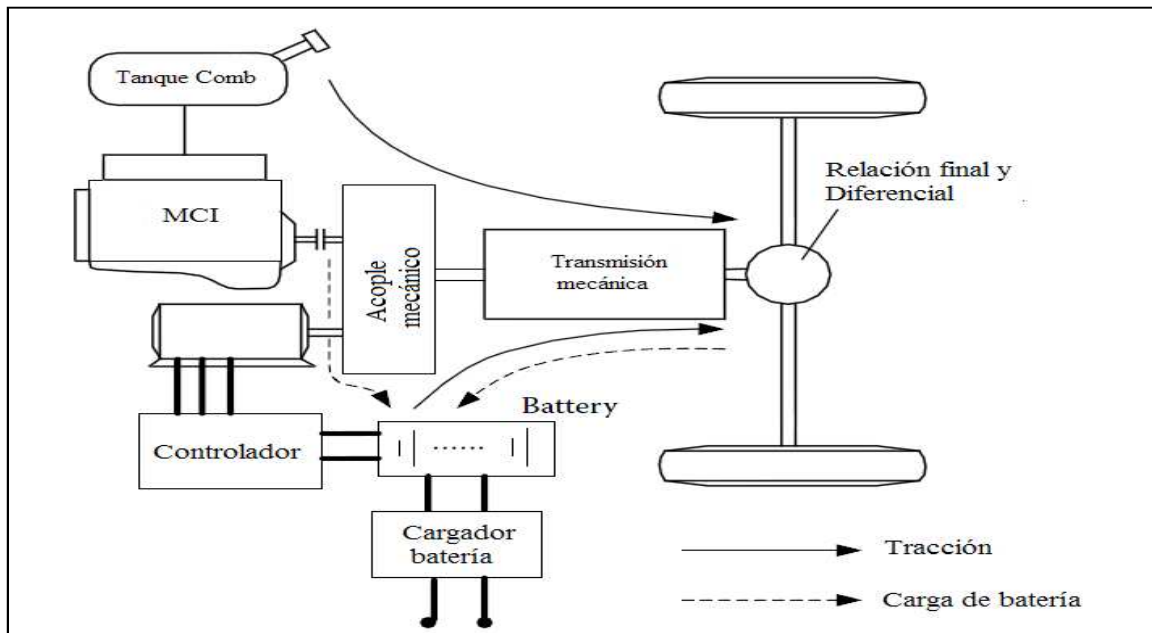 Tanque Comb
MCI
Acople
mecánico
Transmisión
mecánica
Relación final y
Diferencial
Battery
Controlador
Cargador
batería
Tracción
Carga de batería